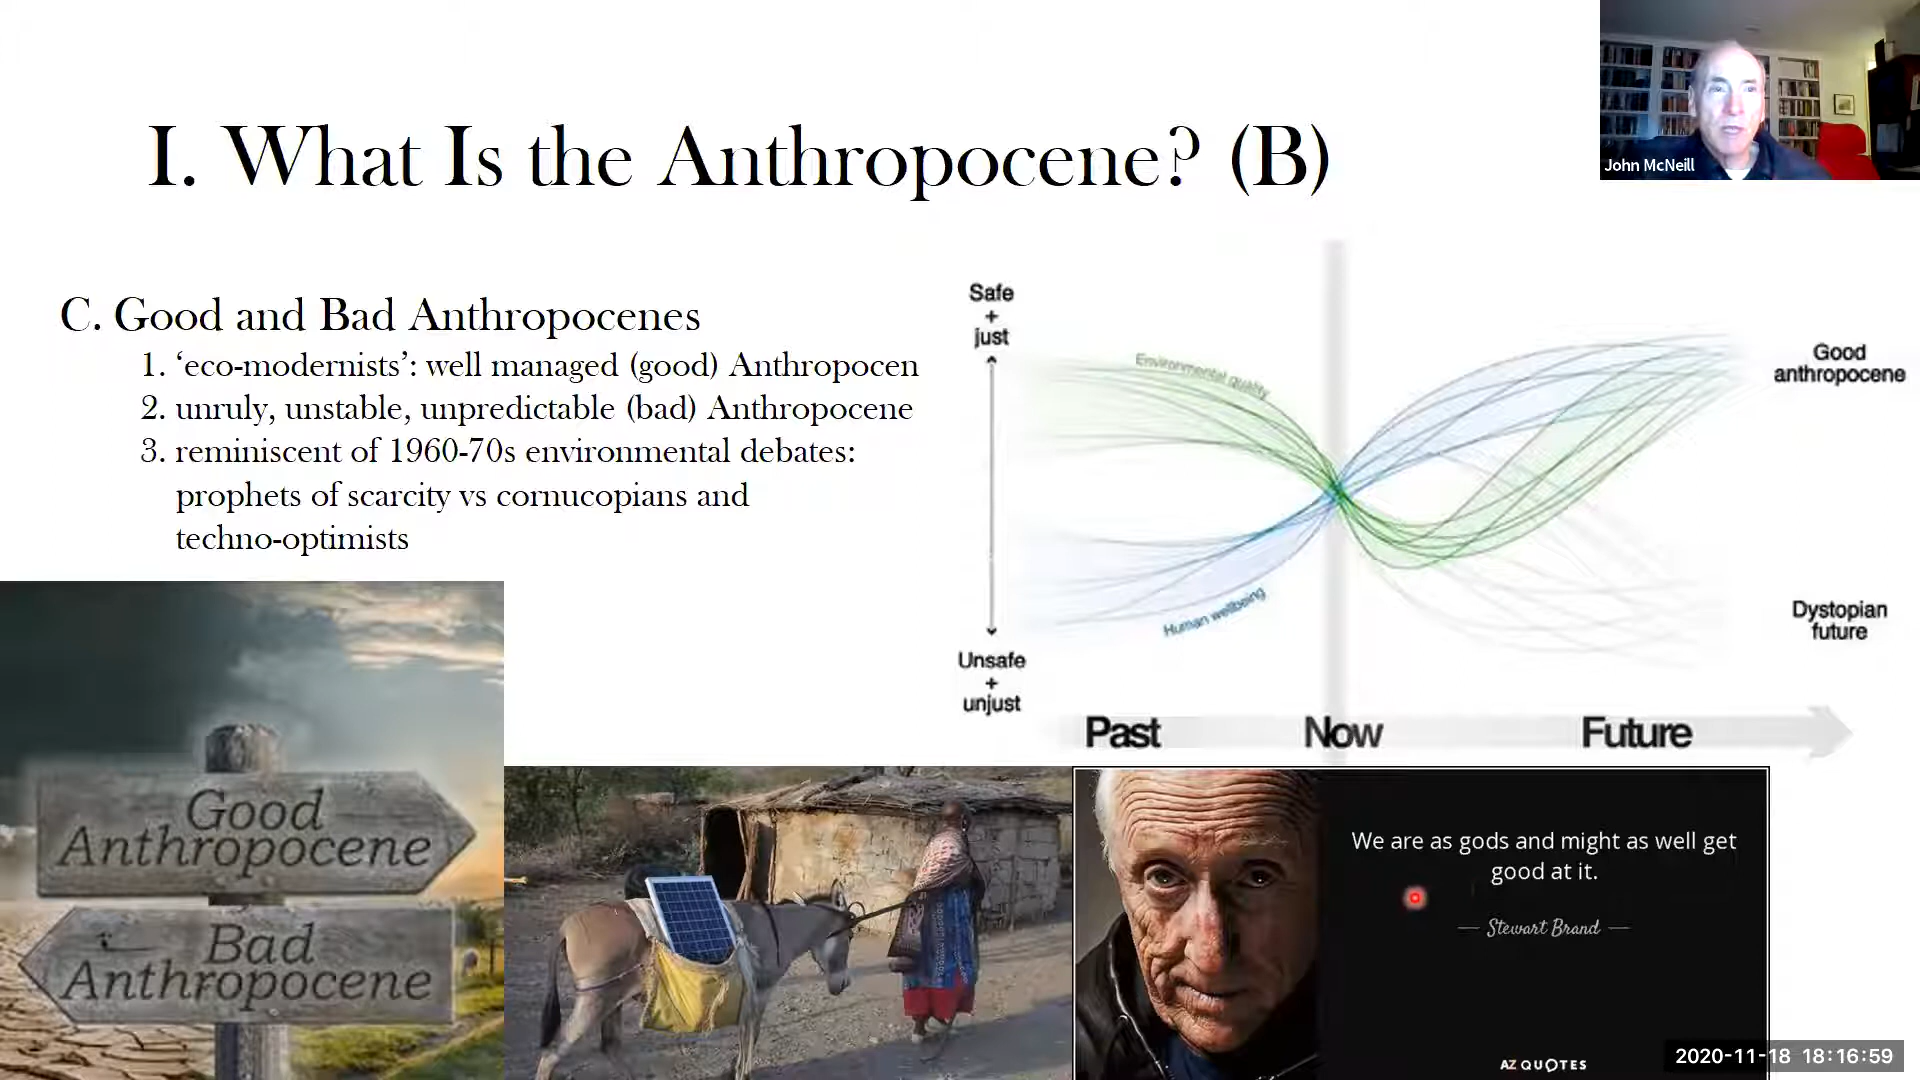 I. What Is the Anthropocene? (B)
John McNeill
C. Good and Bad Anthropocenes
1. ‘eco-modernists’: well managed (good) Anthropocen
2. unruly, unstable, unpredictable (bad) Anthropocene
3. reminiscent of 1960-70s environmental debates:
prophets of scarcity vs cornucopians and
techno-optimists
Safe
+
just
Environmental quality
Good
anthropocene
Human wellbeing
Dystopian
future
Unsafe
+
unjust
Past
Now
Future
Good
Anthropocene
Bad
Anthropocene
We are as gods and might as well get
good at it.
— Stewart Brand —
AZ QUOTES
2020-11-18 18:16:59